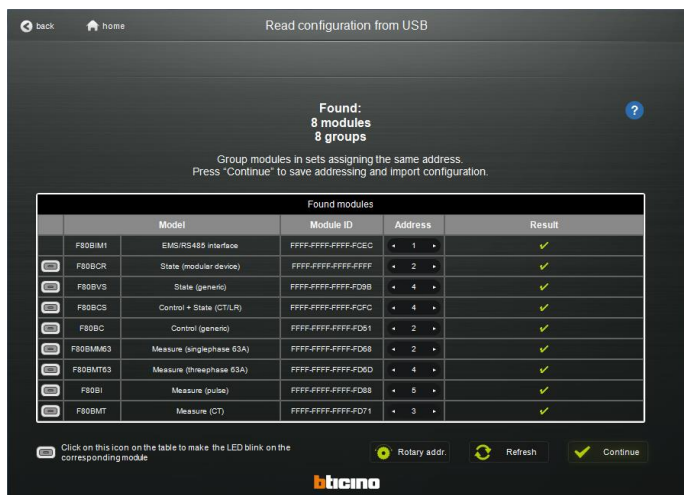 back home Read configuration from USB
Found:
8 modules
8 groups
?
Group modules in sets assigning the same address.
Press “Continue” to save addressing and import configuration.
Found modules
Model Module ID Address Result
F80BIM1 EMS/RS485 interface FFFF-FFFF-FFFF-FCEC 1
F80BCR State (modular device) FFFF-FFFF-FFFF-FFFF 2
F80BVS State (generic) FFFF-FFFF-FFFF-FD9B 4
F80BCS Control + State (CT/LR) FFFF-FFFF-FFFF-FCFC 4
F80BC Control (generic) FFFF-FFFF-FFFF-FD51 2
F80BMM63 Measure (singlephase 63A) FFFF-FFFF-FFFF-FD68 2
F80BMT63 Measure (threephase 63A) FFFF-FFFF-FFFF-FD6D 4
F80BI Measure (pulse) FFFF-FFFF-FFFF-FD88 5
F80BMT Measure (CT) FFFF-FFFF-FFFF-FD71 3
Click on this icon on the table to make the LED blink on the
corresponding module
Rotary addr. Refresh Continue
bticino